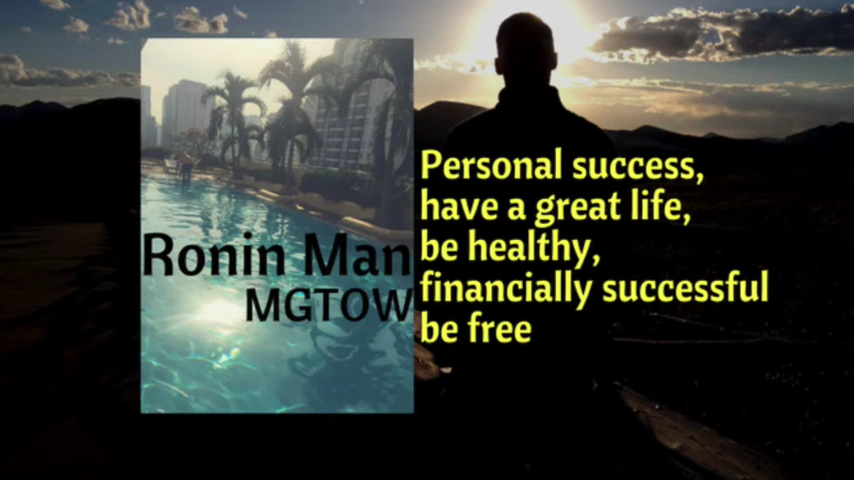 Ronin Man
MGTOW
Personal success,
have a great life,
be healthy,
financially successful
be free